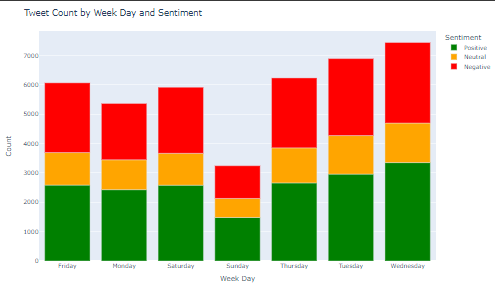 Tweet Count by Week Day and Sentiment
Sentiment
Positive
Neutral
Negative
Count
7000
6000
5000
4000
3000
2000
1000
0
Friday
Monday
Saturday
Sunday
Thursday
Tuesday
Wednesday
Week Day